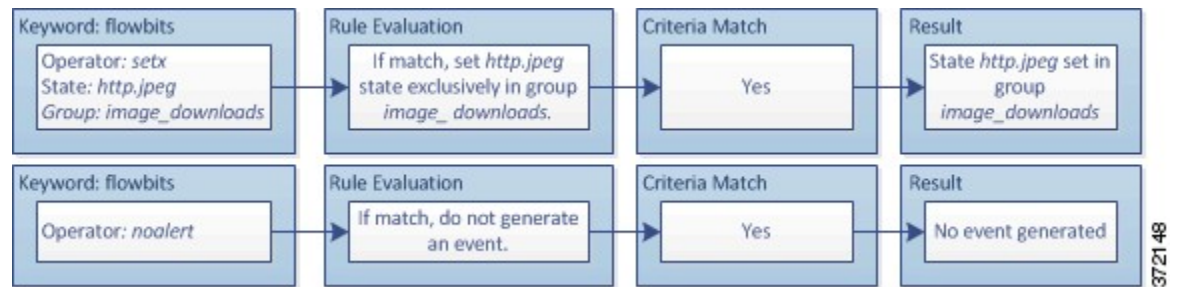 Keyword: flowbits
Operator: setx
State: http.jpeg
Group: image_downloads
Rule Evaluation
If match, set http.jpeg
state exclusively in group
image_ downloads.
Criteria Match
Yes
Result
State http.jpeg set in
group
image_downloads
Keyword: flowbits
Operator: noalert
Rule Evaluation
If match, do not generate
an event.
Criteria Match
Yes
Result
No event generated
372148